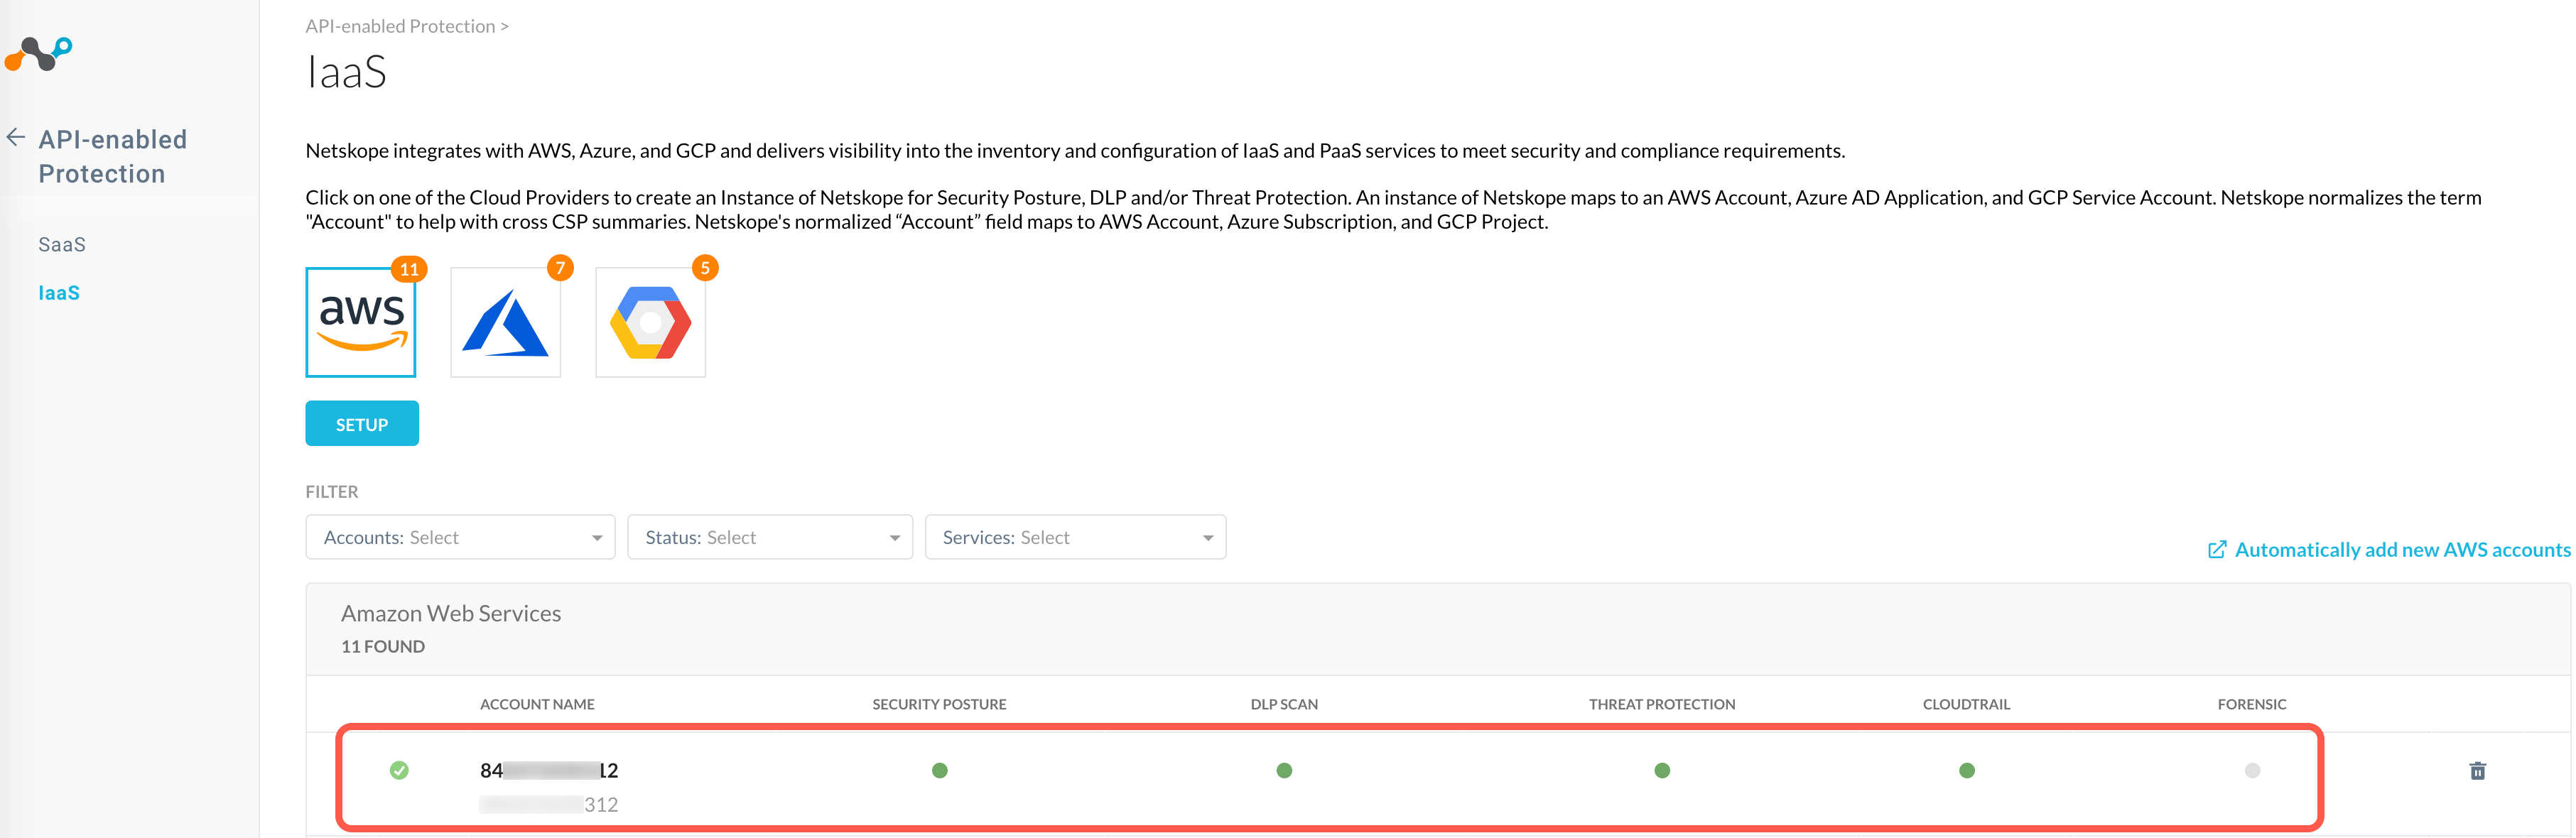 API-enabled Protection >
IaaS
API-enabled
Protection
SaaS
IaaS
Netskope integrates with AWS, Azure, and GCP and delivers visibility into the inventory and configuration of IaaS and PaaS services to meet security and compliance requirements.
Click on one of the Cloud Providers to create an Instance of Netskope for Security Posture, DLP and/or Threat Protection. An instance of Netskope maps to an AWS Account, Azure AD Application, and GCP Service Account. Netskope normalizes the term
"Account" to help with cross CSP summaries. Netskope's normalized “Account” field maps to AWS Account, Azure Subscription, and GCP Project.
11
7
5
aws
SETUP
FILTER
Accounts: Select
Status: Select
Services: Select
Automatically add new AWS accounts
Amazon Web Services
11 FOUND
ACCOUNT NAME SECURITY POSTURE DLP SCAN THREAT PROTECTION CLOUDTRAIL FORENSIC
84 12
312